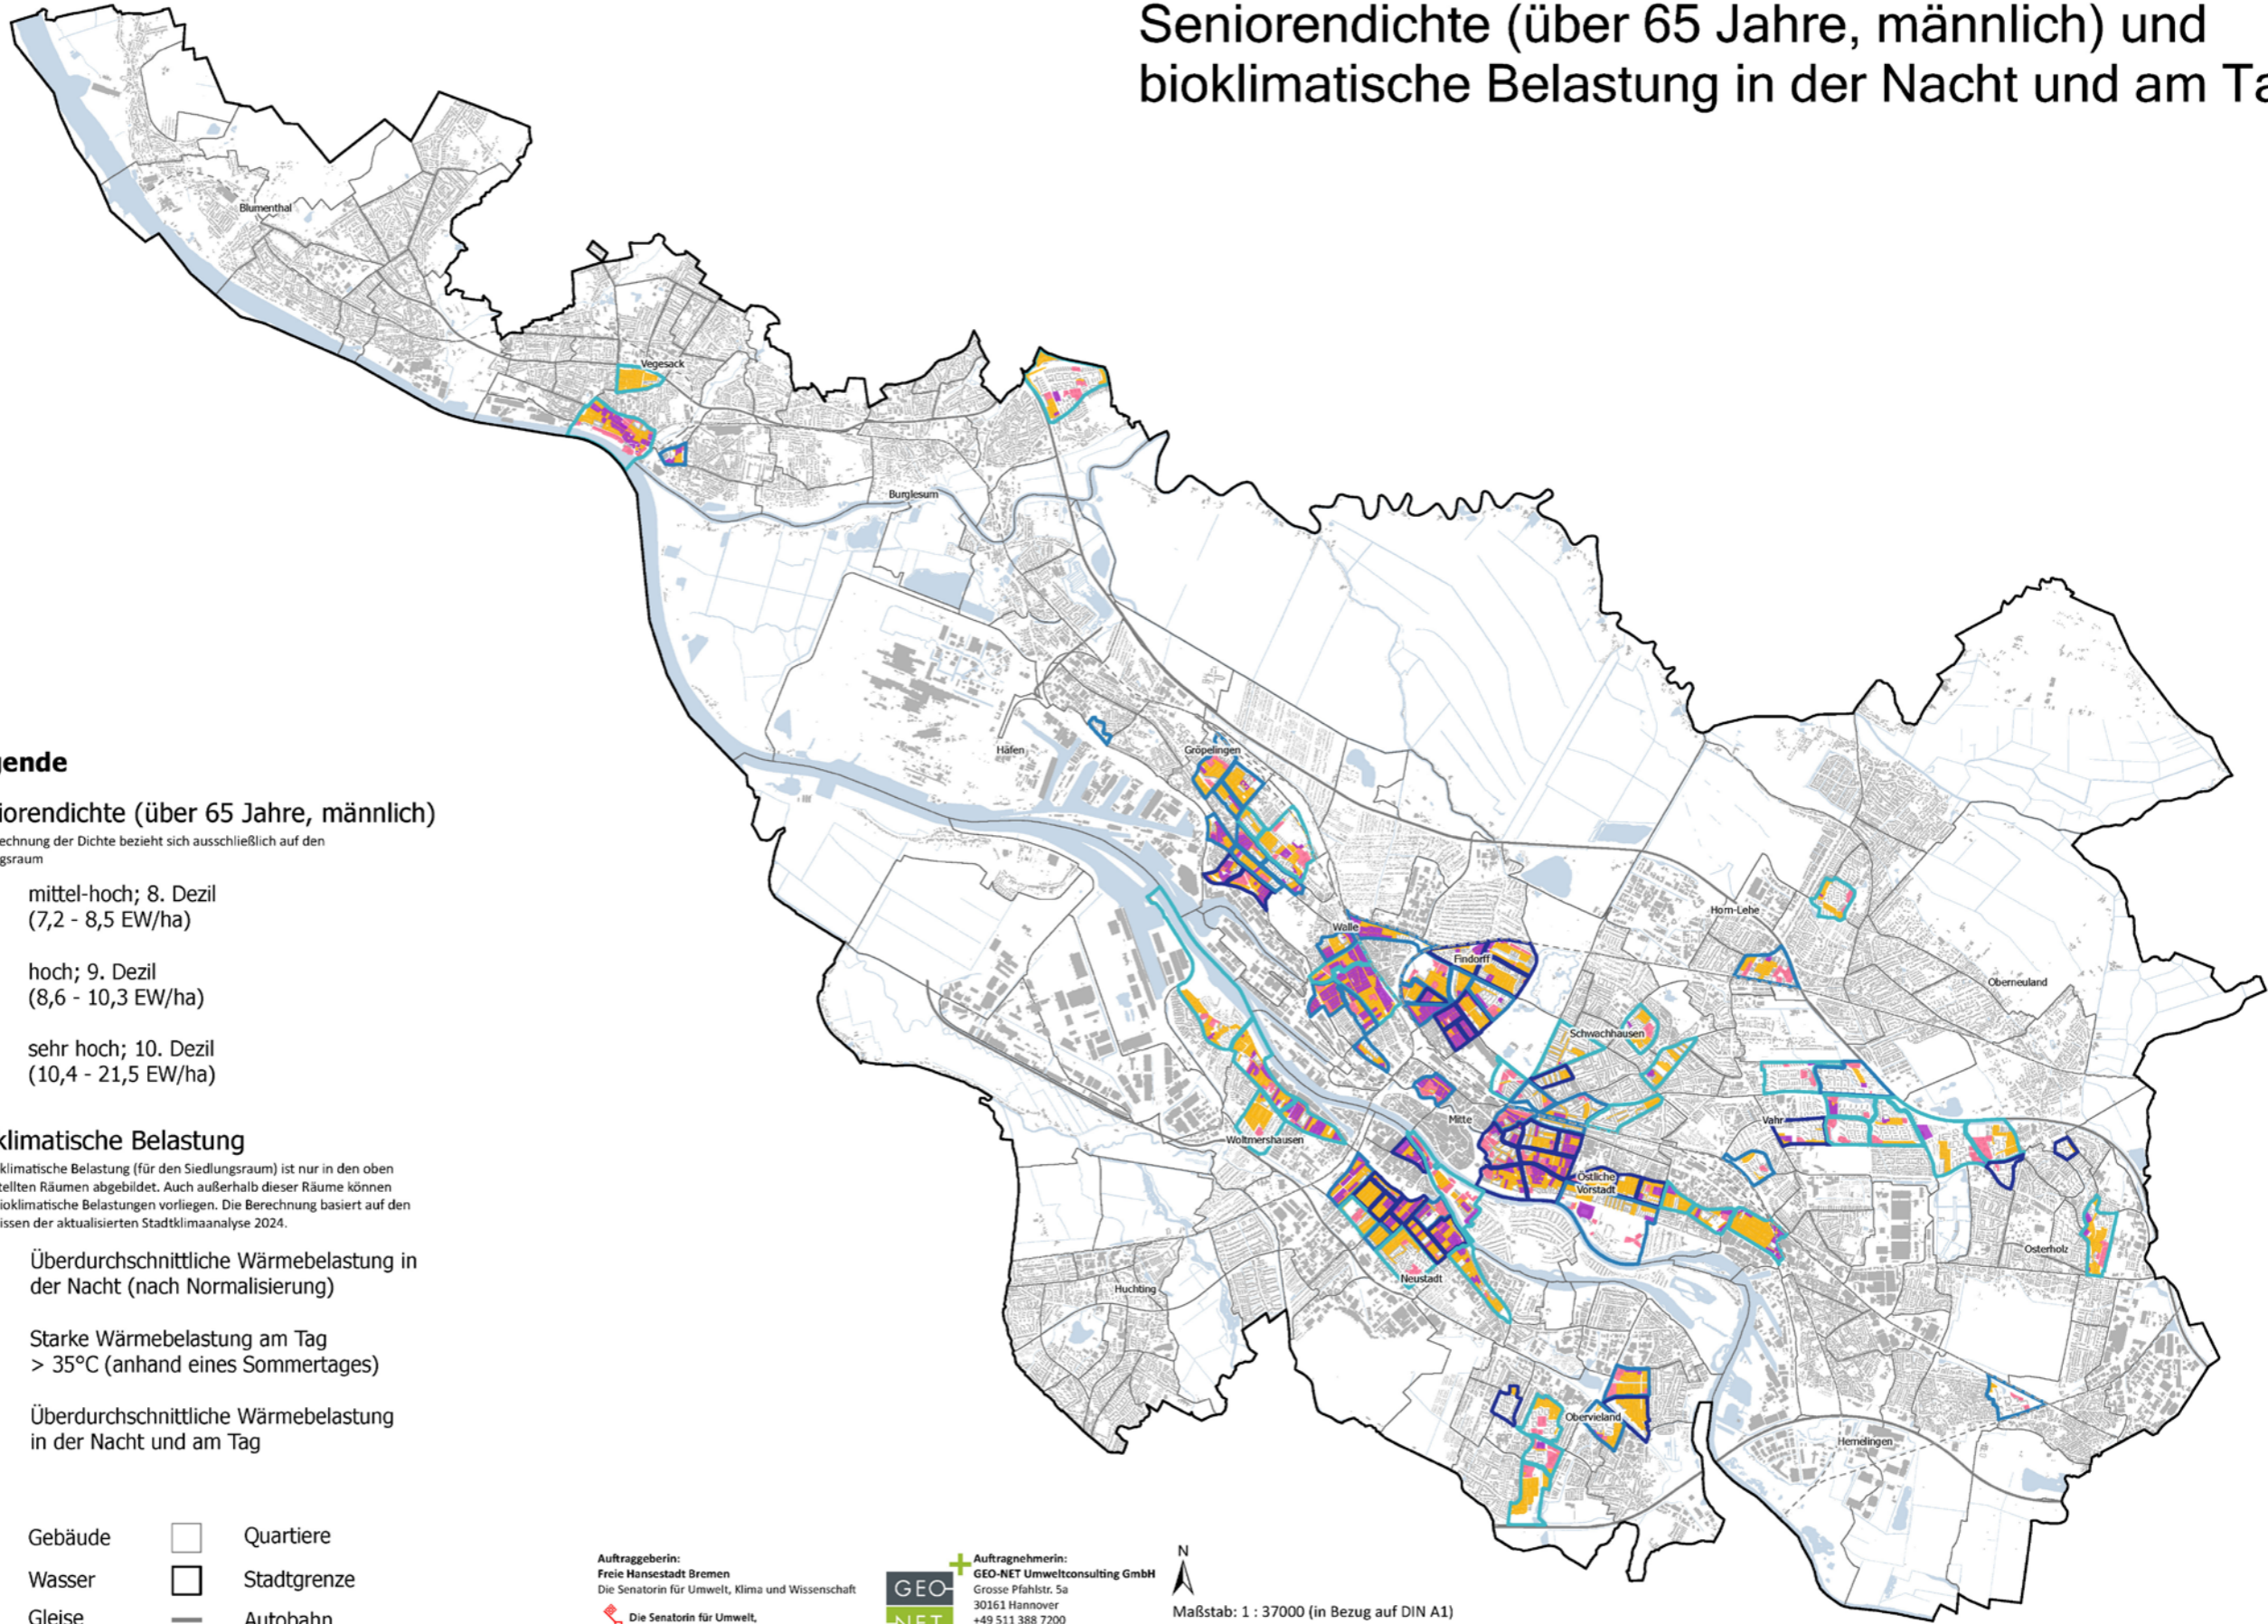 Seniorendichte (über 65 Jahre, männlich) und
bioklimatische Belastung in der Nacht und am Ta
Blumenthal
Vegesack
Burglesum
Häfen
Gröpelingen
Walle
Findorff
Horn-Lehe
Oberneuland
Schwachhausen
Mitte
Vahr
Woltmershausen
Östliche
Vorstadt
Osterholz
Neustadt
Huchting
Obervieland
Hemelingen
gende
iorendichte (über 65 Jahre, männlich)
echnung der Dichte bezieht sich ausschließlich auf den
gsraum
mittel-hoch; 8. Dezil
(7,2 - 8,5 EW/ha)
hoch; 9. Dezil
(8,6 - 10,3 EW/ha)
sehr hoch; 10. Dezil
(10,4 - 21,5 EW/ha)
klimatische Belastung
klimatische Belastung (für den Siedlungsraum) ist nur in den oben
tellten Räumen abgebildet. Auch außerhalb dieser Räume können
ioklimatische Belastungen vorliegen. Die Berechnung basiert auf den
issen der aktualisierten Stadtklimaanalyse 2024.
Überdurchschnittliche Wärmebelastung in
der Nacht (nach Normalisierung)
Starke Wärmebelastung am Tag
> 35°C (anhand eines Sommertages)
Überdurchschnittliche Wärmebelastung
in der Nacht und am Tag
Gebäude
Quartiere
Wasser
Stadtgrenze
Gleise
Autobahn
Auftraggeberin:
Freie Hansestadt Bremen
Die Senatorin für Umwelt, Klima und Wissenschaft
Die Senatorin für Umwelt,
GEO-
NET
Auftragnehmerin:
GEO-NET Umweltconsulting GmbH
Grosse Pfahlstr. 5a
30161 Hannover
+49 511 388 7200
N
Maßstab: 1 : 37000 (in Bezug auf DIN A1)